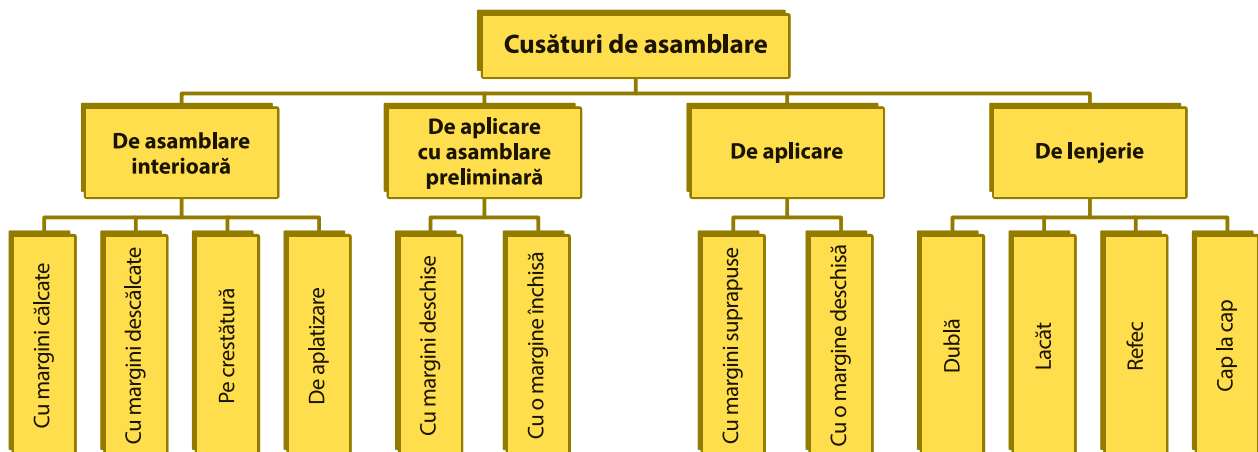 Cusături de asamblare
De asamblare
interioară
De aplicare
cu asamblare
preliminară
De aplicare
De lenjerie
Cu margini călcate
Cu margini descălcate
Pe crestătură
De aplatizare
Cu margini deschise
Cu o margine închisă
Cu margini suprapuse
Cu o margine deschisă
Dublă
Lacăt
Refec
Cap la cap